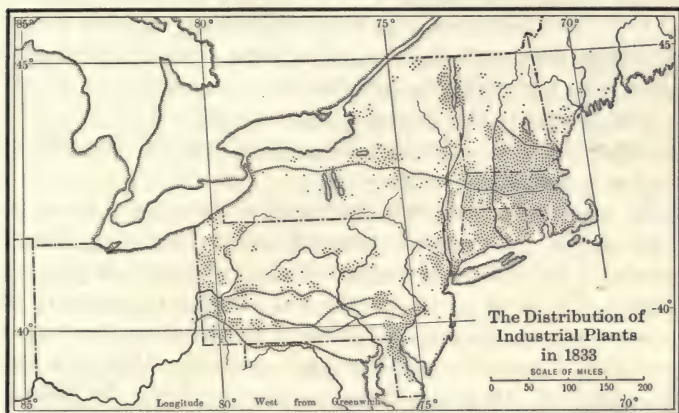 85° 80° 75° 70°
45° 45°
40° 40°
The Distribution of
Industrial Plants
in 1833
SCALE OF MILES
0 50 100 150 200
85° Longitude 80° West from Greenwich 75° 70°